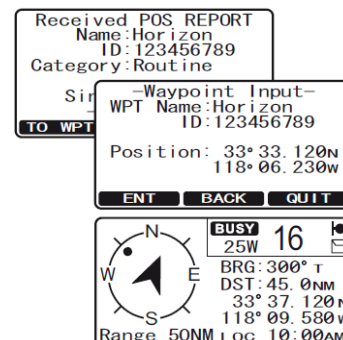 Received POS REPORT
Name:Horizon
ID:123456789
Category:Routine
TO WPT
-Waypoint Input-
WPT Name:Horizon
ID:123456789
Position: 33°33.120N
118°06.230W
ENT BACK QUIT
N
W E
S
BUSY
25W 16
BRG:300° T
DST:45.0NM
33°37.120N
118°09.580W
Range 50NM LOC 10:00AM